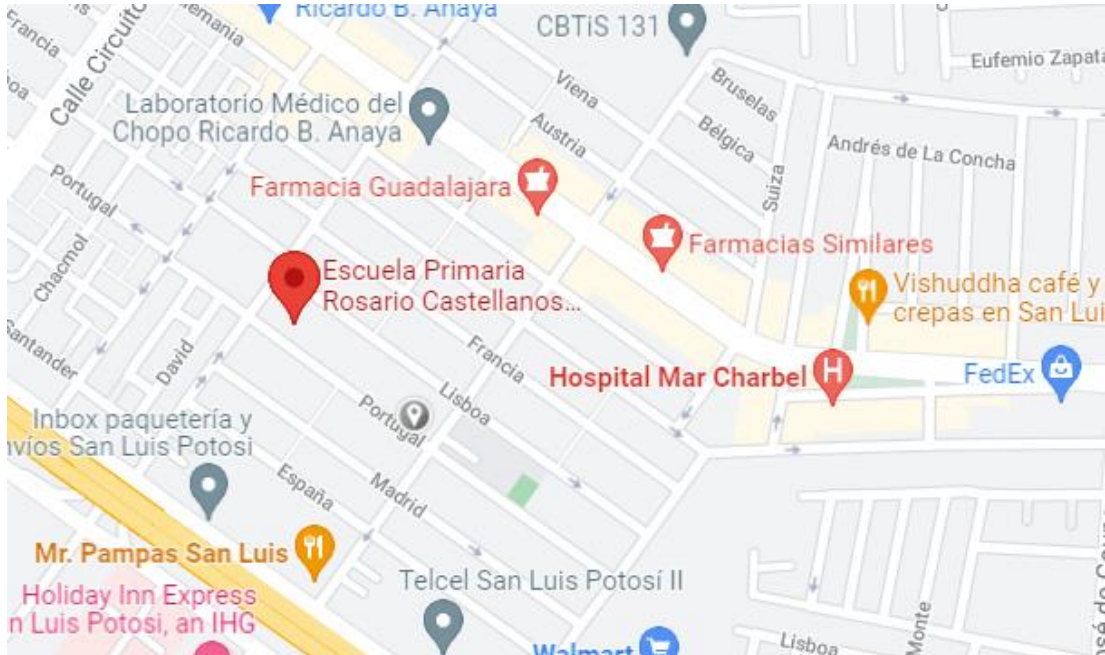 Ricardo B. Anaya
CBTiS 131
Francia
Alemania
Calle Circuito
Viena
Bruselas
Eufemio Zapata
Laboratorio Médico del
Chopo Ricardo B. Anaya
Austria
Bélgica
Andrés de La Concha
Portugal
Farmacia Guadalajara
Suiza
Chacmol
Farmacias Similares
Escuela Primaria
Rosario Castellanos...
Vishuddha café y
crepas en San Lui
Santander
David
Francia
Hospital Mar Charbel
H
FedEx
Lisboa
Portugal
Inbox paquetería y
nvíos San Luis Potosi
España
Madrid
Mr. Pampas San Luis
Telcel San Luis Potosí II
Holiday Inn Express
n Luis Potosi, an IHG
Monte
Walmart
Lisboa